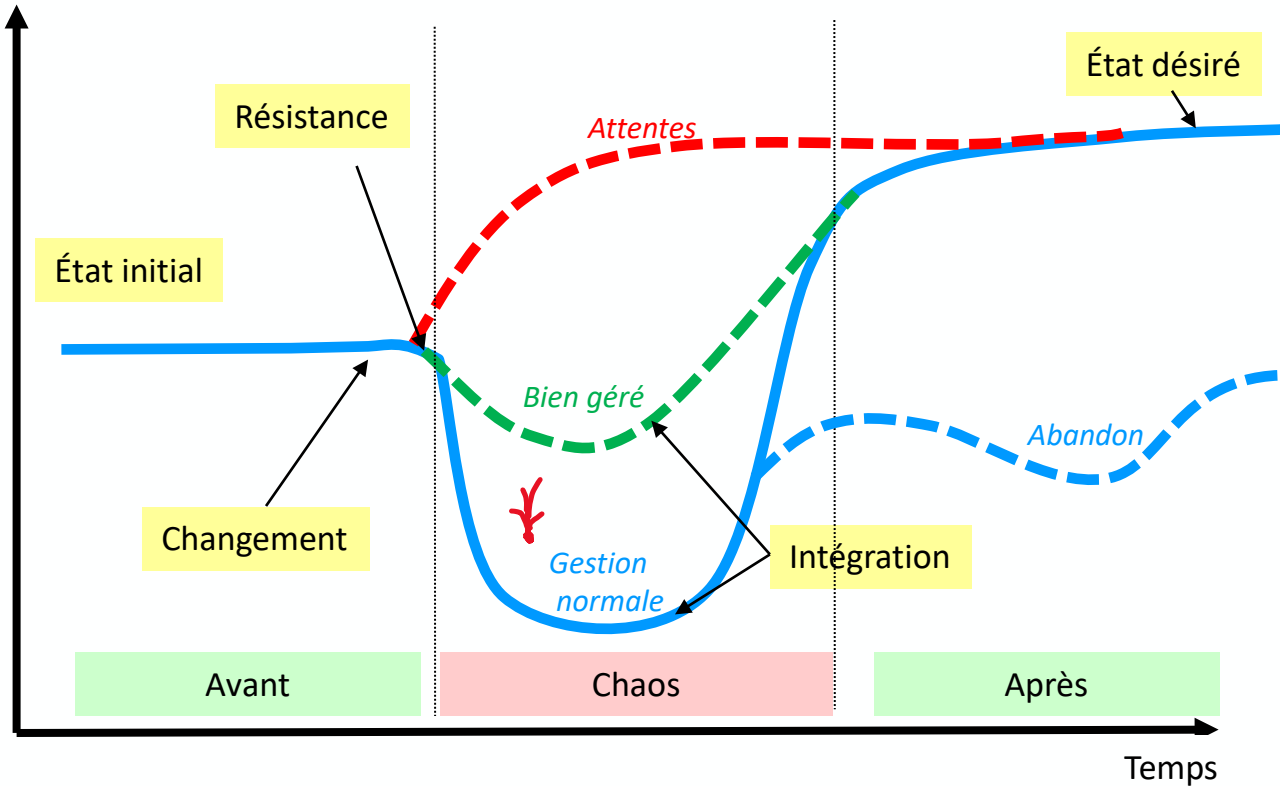 État désiré
Résistance
Attentes
État initial
Bien géré
Abandon
Changement
Intégration
Gestion
normale
Avant
Chaos
Après
Temps